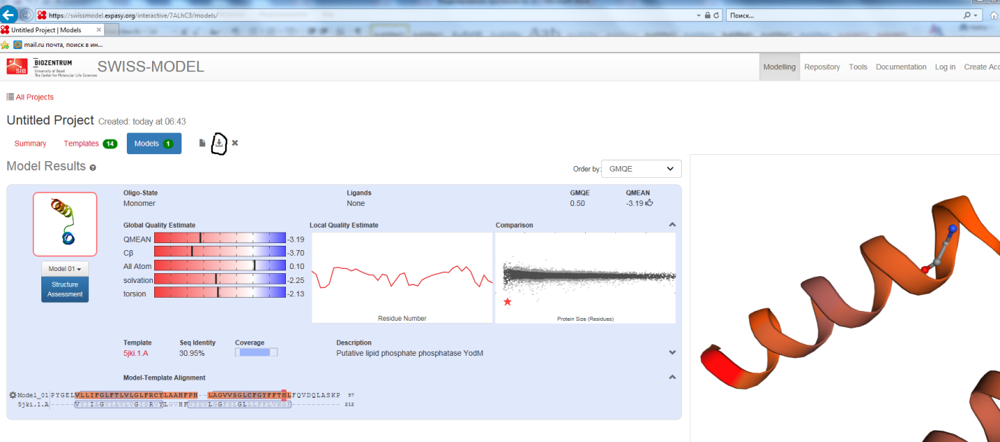 https://swissmodel.expasy.org/interactive/7ALhC3/models/
Поиск...
Untitled Project | Models
mail.ru почта, поиск в ин...
SIB
BIOZENTRUM
University of Basel
The Center for Molecular Life Sciences
SWISS-MODEL
Modelling Repository Tools Documentation Log in Create Acc
All Projects
Untitled Project Created: today at 06:43
Summary Templates 14 Models 1
Model Results
Order by: GMQE
Oligo-State Ligands GMQE QMEAN
Monomer None 0.50 -3.19
Global Quality Estimate Local Quality Estimate Comparison
QMEAN -3.19
Cβ -3.70
All Atom 0.10
solvation -2.25
torsion -2.13
Model 01
Structure
Assessment
Residue Number
Protein Size (Residues)
Template Seq Identity Coverage Description
5jki.1.A 30.95% Putative lipid phosphate phosphatase YodM
Model-Template Alignment
Model_01 PYGELVLLIFGLFTLVLGLFRCYLAAHFPH--LAGVVSGLCFGYFFTHLFQVDQLASKP 57
5jki.1.A 212